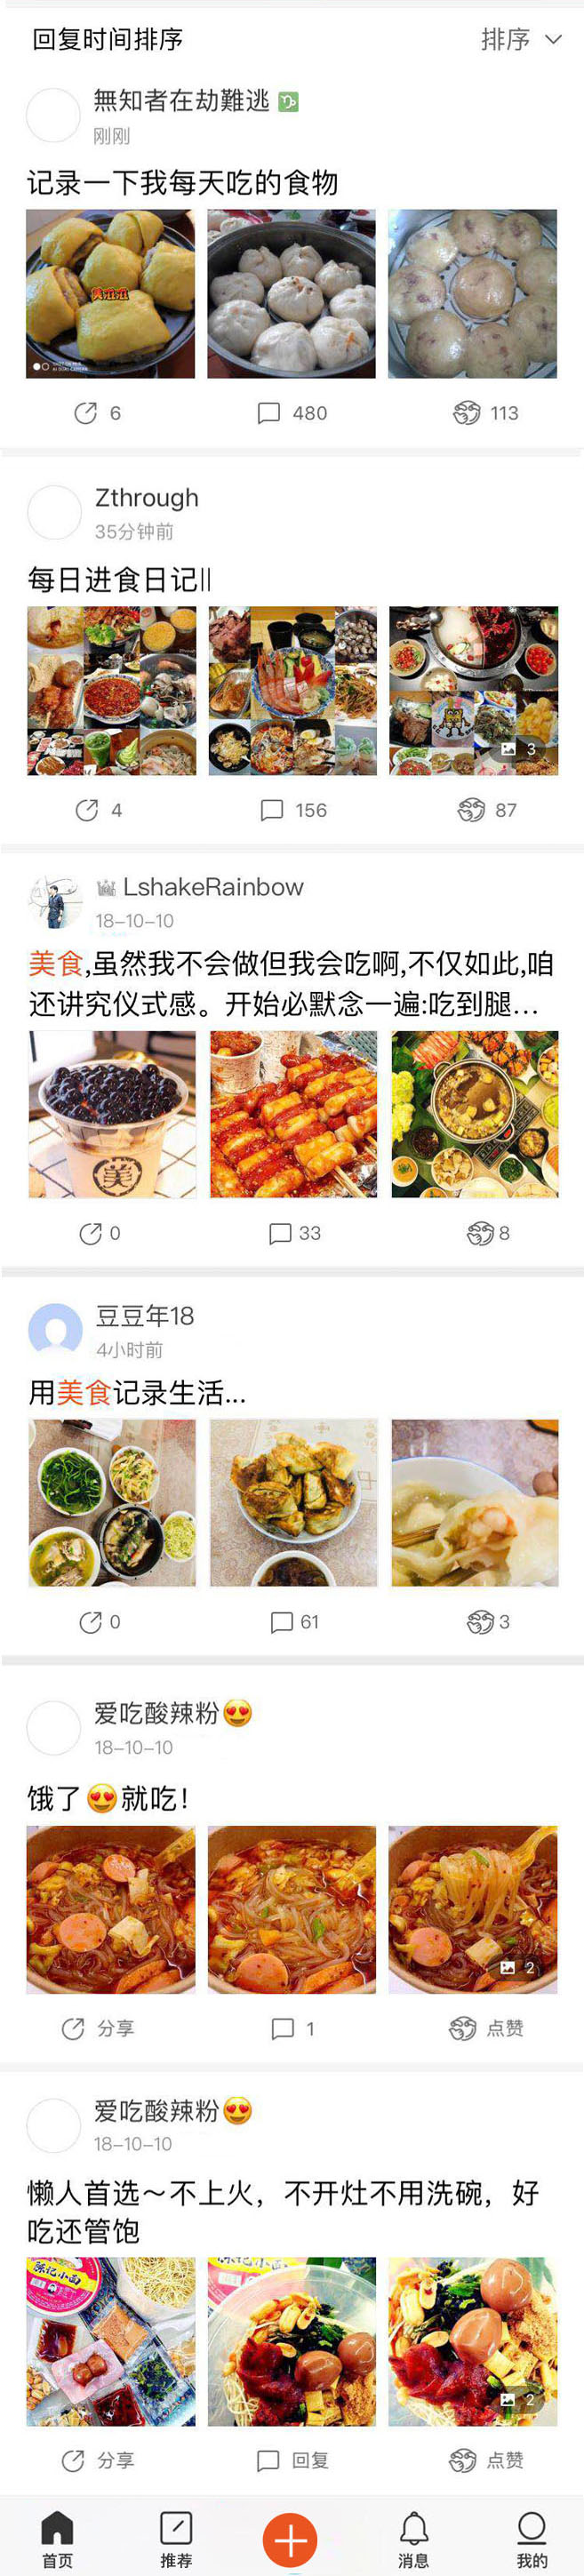 回复时间排序
排序
無知者在劫難逃
刚刚
记录一下我每天吃的食物
6
480
113
Zthrough
35分钟前
每日进食日记||
3
4
156
87
LshakeRainbow
18-10-10
美食,虽然我不会做但我会吃啊,不仅如此,咱
还讲究仪式感。开始必默念一遍:吃到腿...
美
0
33
8
豆豆年18
4小时前
用美食记录生活...
0
61
3
爱吃酸辣粉😍
18-10-10
饿了😍就吃!
2
分享
1
点赞
爱吃酸辣粉😍
18-10-10
懒人首选～不上火，不开灶不用洗碗，好
吃还管饱
陈记小面
2
分享
回复
点赞
首页
推荐
消息
我的